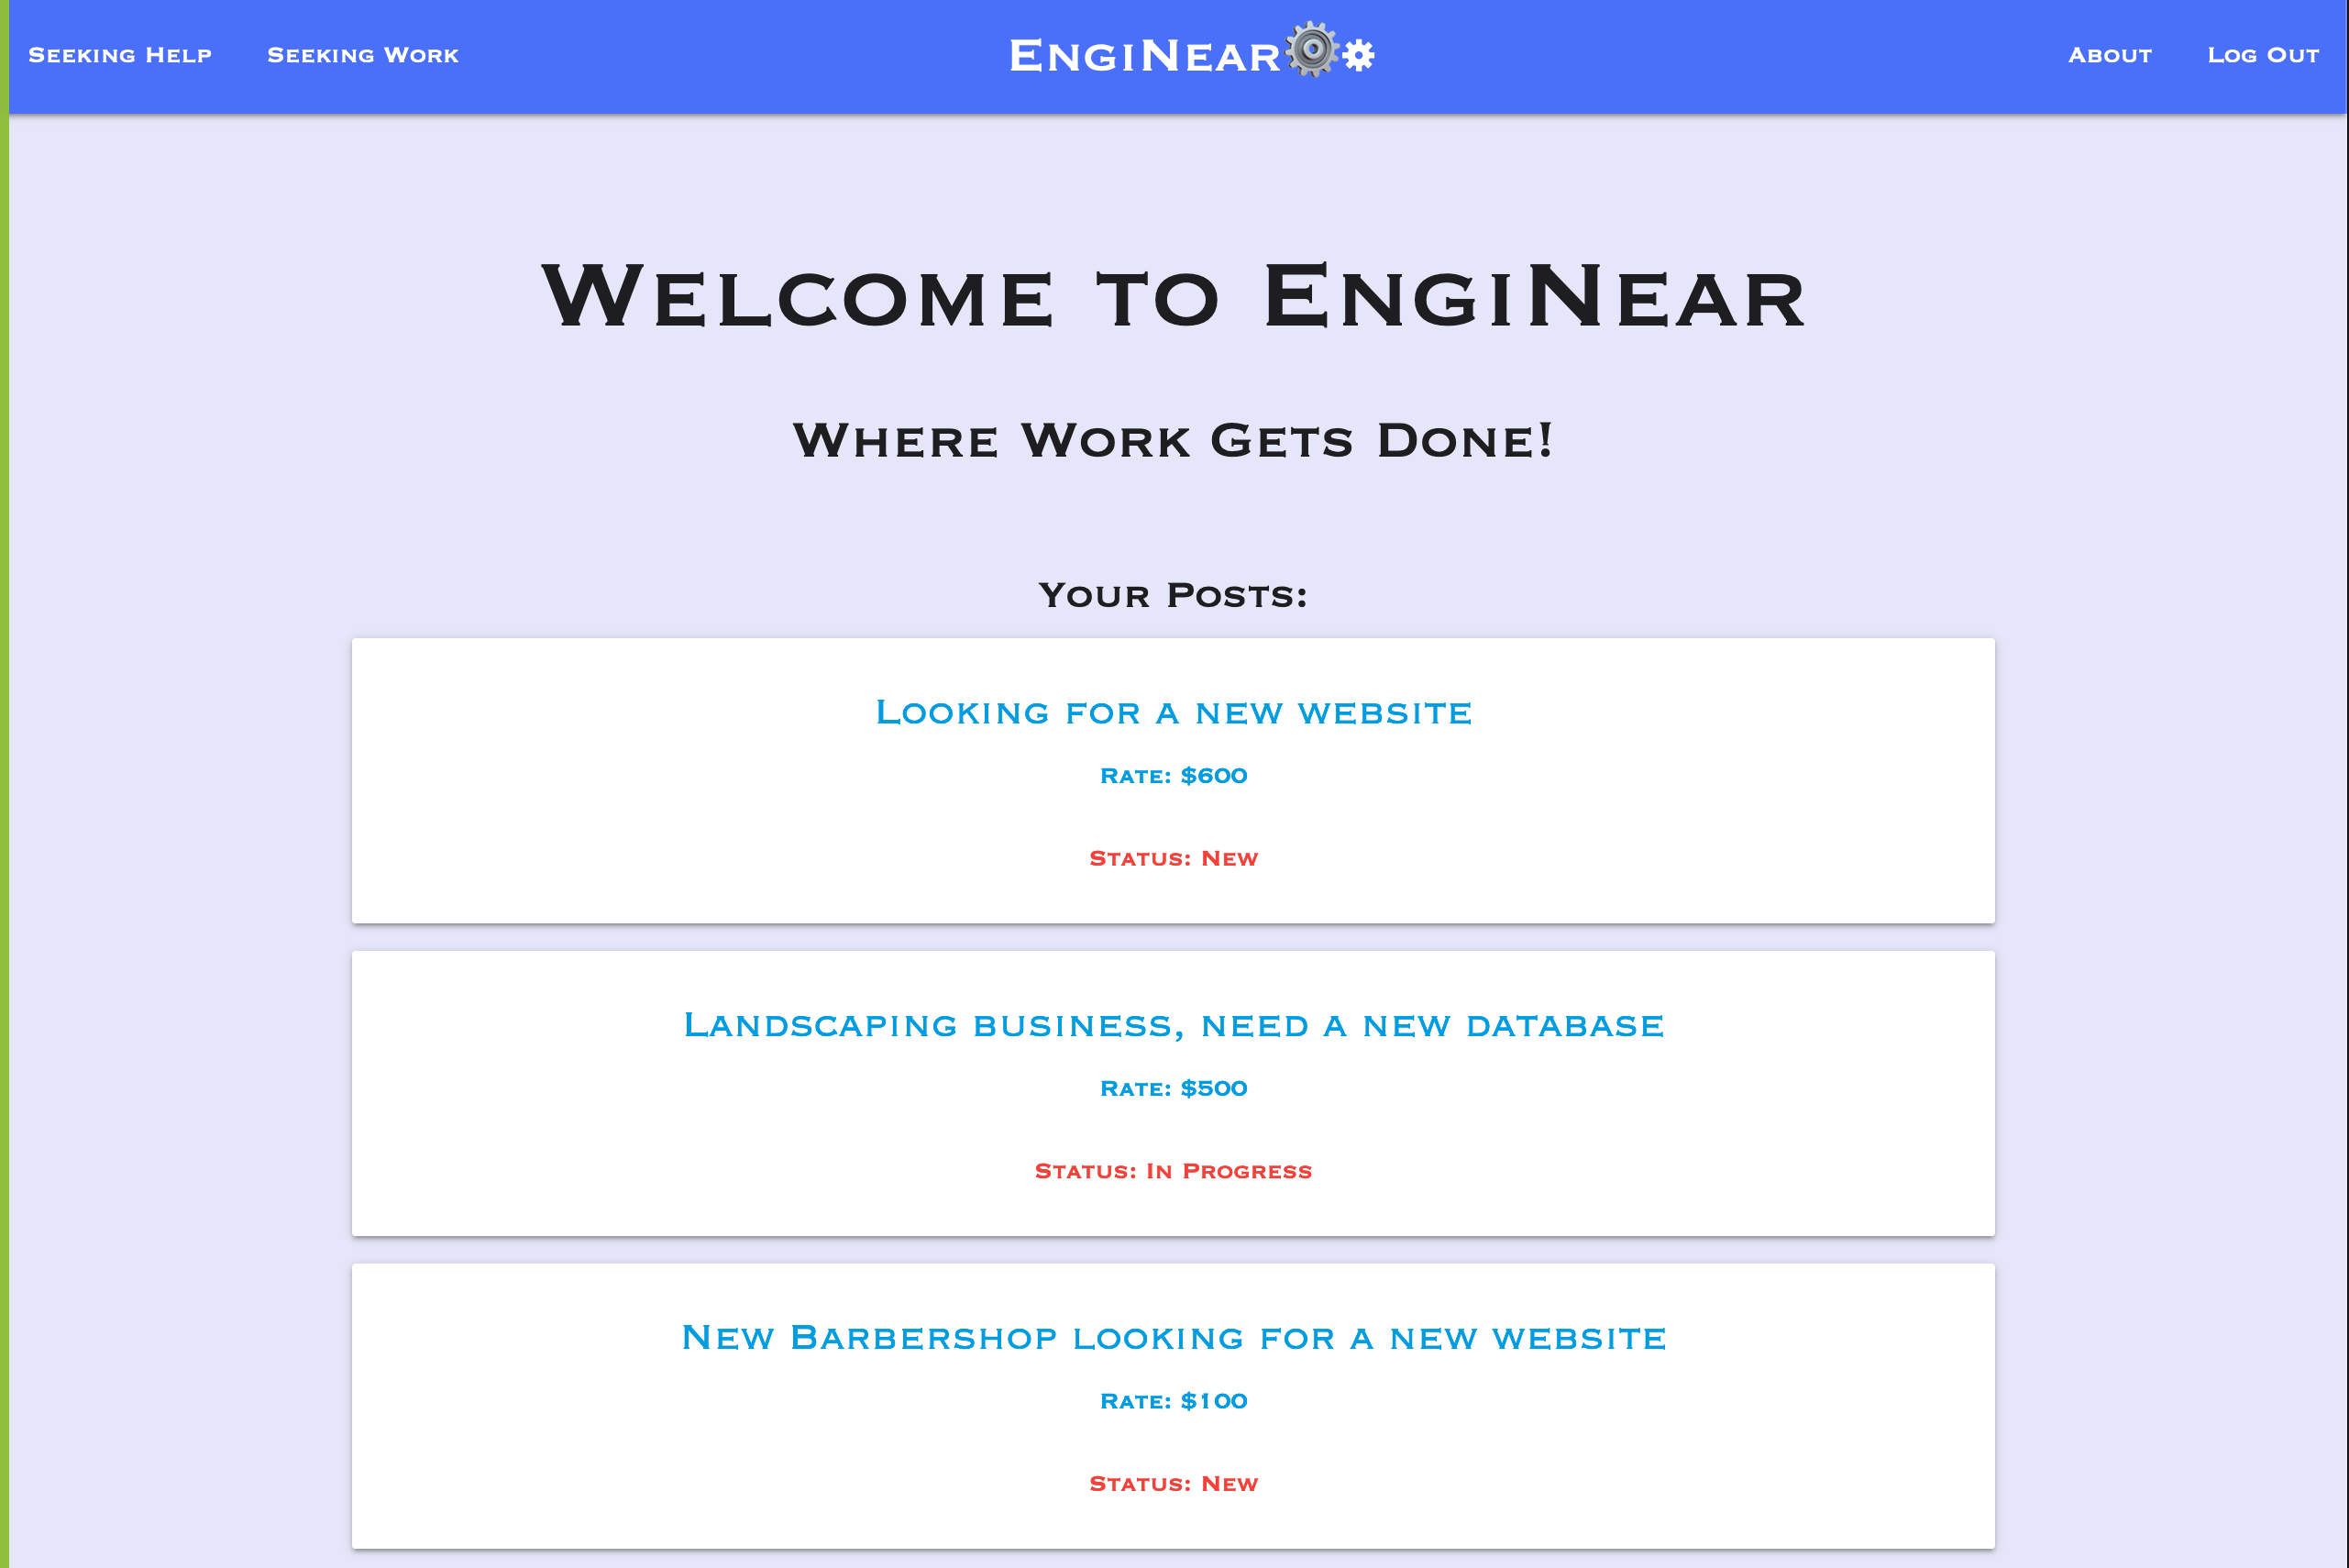 Seeking Help Seeking Work EngiNear About Log Out
Welcome to EngiNear
Where Work Gets Done!
Your Posts:
Looking for a new website
Rate: $600
Status: New
Landscaping business, need a new database
Rate: $500
Status: In Progress
New Barbershop looking for a new website
Rate: $100
Status: New